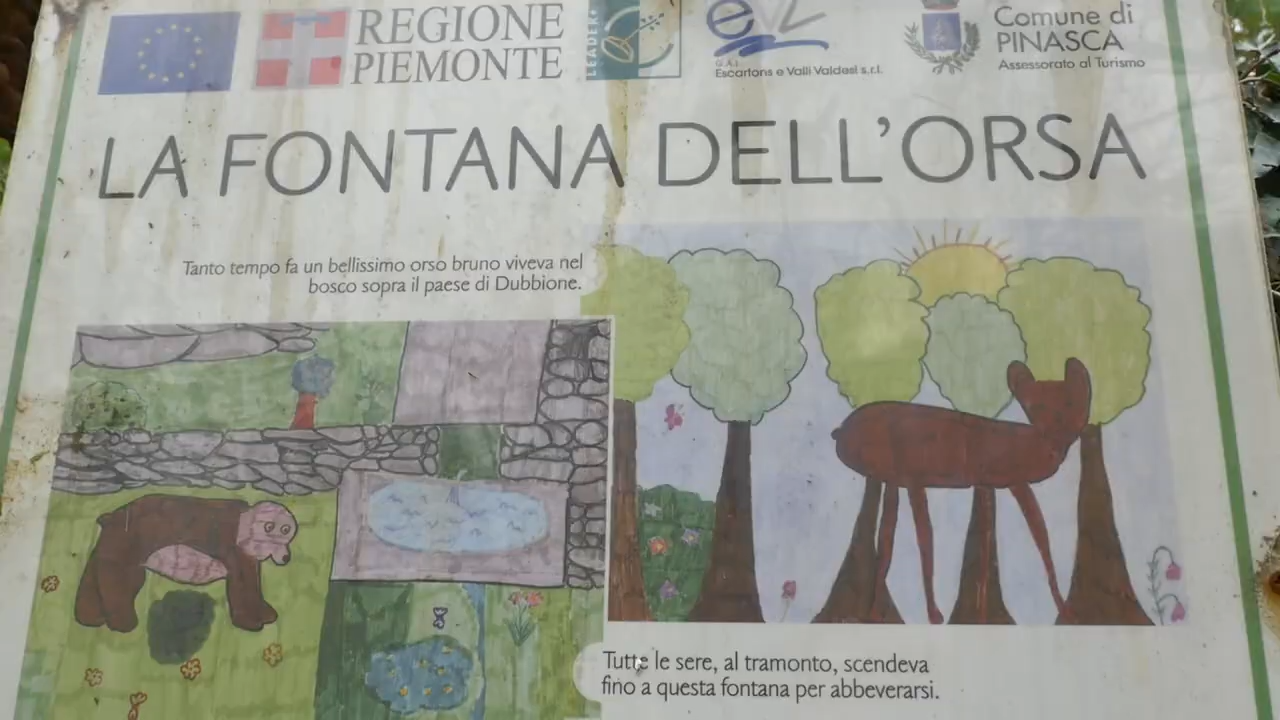 REGIONE
PIEMONTE
LEADER
G.A.L.
Escartons e Valli Valdesi s.r.l.
Comune di
PINASCA
Assessorato al Turismo
LA FONTANA DELL'ORSA
Tanto tempo fa un bellissimo orso bruno viveva nel
bosco sopra il paese di Dubbione.
Tutte le sere, al tramonto, scendeva
fino a questa fontana per abbeverarsi.